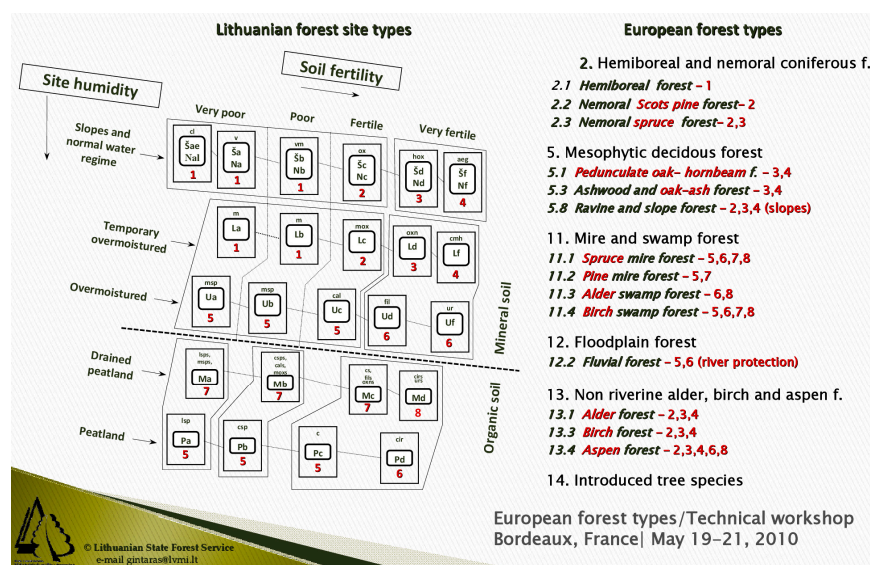 Lithuanian forest site types
Soil fertility
Site humidity
Very poor
Poor
Fertile
Very fertile
Slopes and
normal water
regime
cl
Šae
Nal
1
v
Ša
Na
1
vm
Šb
Nb
1
ox
Šc
Nc
2
hox
Šd
Nd
3
aeg
Šf
Nf
4
Temporary
overmoistured
m
La
1
m
Lb
1
mox
Lc
2
oxn
Ld
3
cmh
Lf
4
Overmoistured
msp
Ua
5
msp
Ub
5
cal
Uc
5
fil
Ud
6
ur
Uf
6
Mineral soil
Drained
peatland
lsps,
msps,
Ma
7
csps,
cals,
moxs
Mb
7
cs,
fils
oxns
Mc
7
cirs
urs
Md
8
Organic soil
Peatland
lsp
Pa
5
csp
Pb
5
c
Pc
5
cir
Pd
6
European forest types
2. Hemiboreal and nemoral coniferous f.
2.1 Hemiboreal forest – 1
2.2 Nemoral Scots pine forest– 2
2.3 Nemoral spruce forest– 2,3
5. Mesophytic decidous forest
5.1 Pedunculate oak– hornbeam f. – 3,4
5.3 Ashwood and oak–ash forest – 3,4
5.8 Ravine and slope forest – 2,3,4 (slopes)
11. Mire and swamp forest
11.1 Spruce mire forest – 5,6,7,8
11.2 Pine mire forest – 5,7
11.3 Alder swamp forest – 6,8
11.4 Birch swamp forest – 5,6,7,8
12. Floodplain forest
12.2 Fluvial forest – 5,6 (river protection)
13. Non riverine alder, birch and aspen f.
13.1 Alder forest – 2,3,4
13.3 Birch forest – 2,3,4
13.4 Aspen forest – 2,3,4,6,8
14. Introduced tree species
European forest types/Technical workshop
Bordeaux, France| May 19–21, 2010
© Lithuanian State Forest Service
e-mail gintaras@lvmi.lt